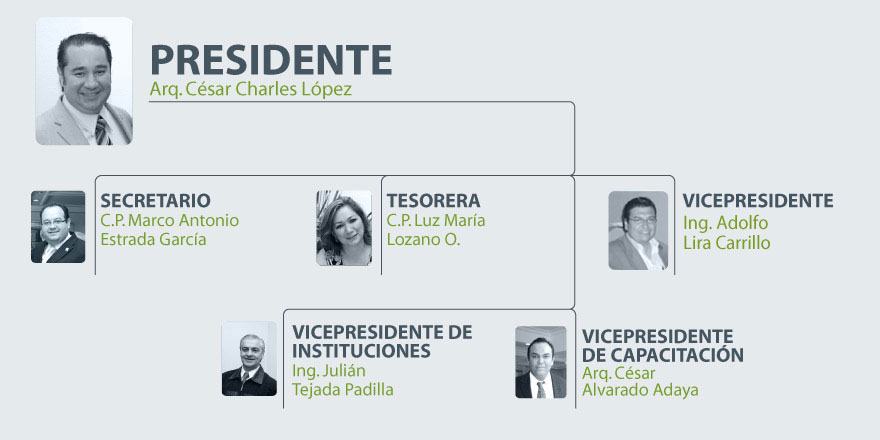 PRESIDENTE
Arq. César Charles López
SECRETARIO
C.P. Marco Antonio
Estrada García
TESORERA
C.P. Luz María
Lozano O.
VICEPRESIDENTE
Ing. Adolfo
Lira Carrillo
VICEPRESIDENTE DE
INSTITUCIONES
Ing. Julián
Tejada Padilla
VICEPRESIDENTE
DE CAPACITACIÓN
Arq. César
Alvarado Adaya